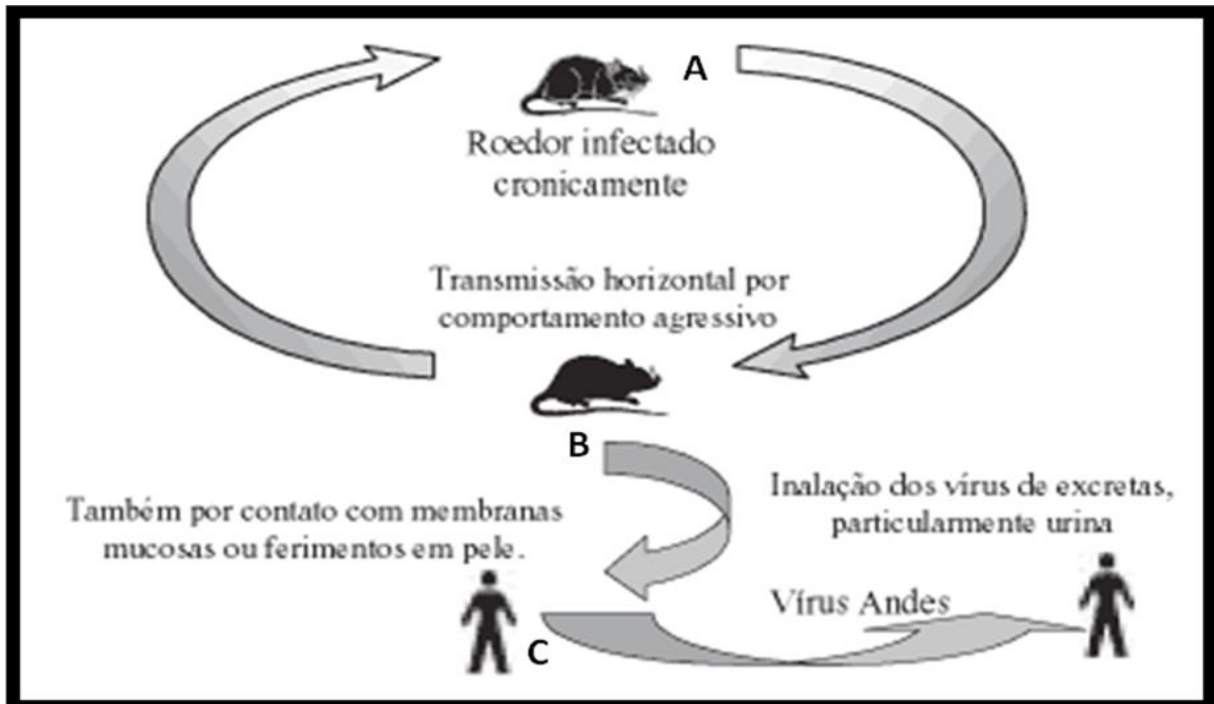 A
Roedor infectado
cronicamente
Transmissão horizontal por
comportamento agressivo
B
Também por contato com membranas
mucosas ou ferimentos em pele.
Inalação dos vírus de excretas,
particularmente urina
Vírus Andes
C